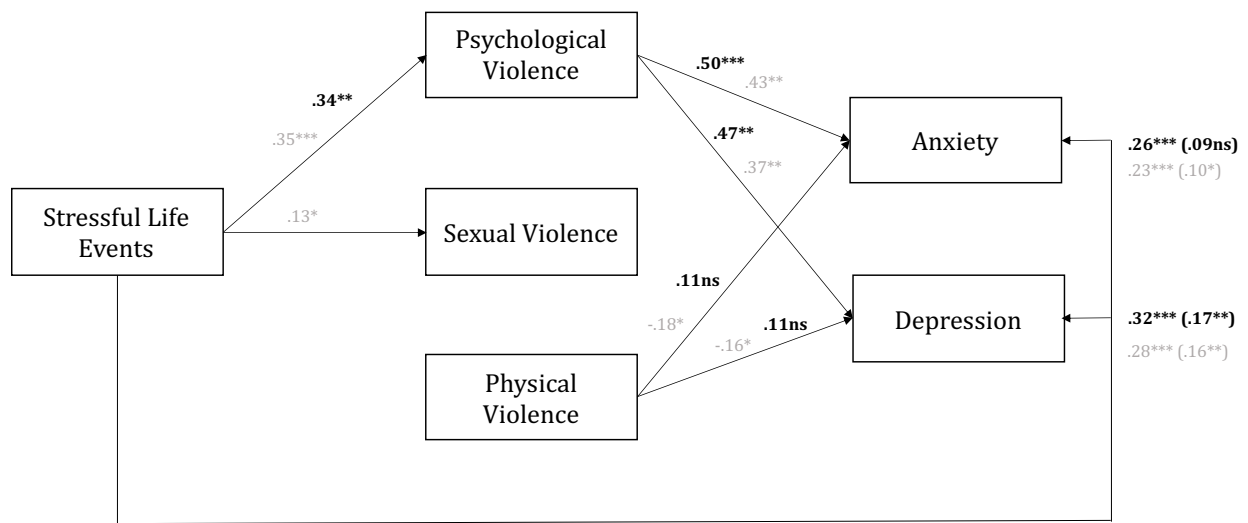 Psychological
Violence
.50***
.43**
.34**
.35***
.47**
.37**
Anxiety
.26*** (.09ns)
.23*** (.10*)
Stressful Life
Events
.13*
Sexual Violence
.11ns
-.18*
.11ns
-.16*
Depression
.32*** (.17**)
.28*** (.16**)
Physical
Violence